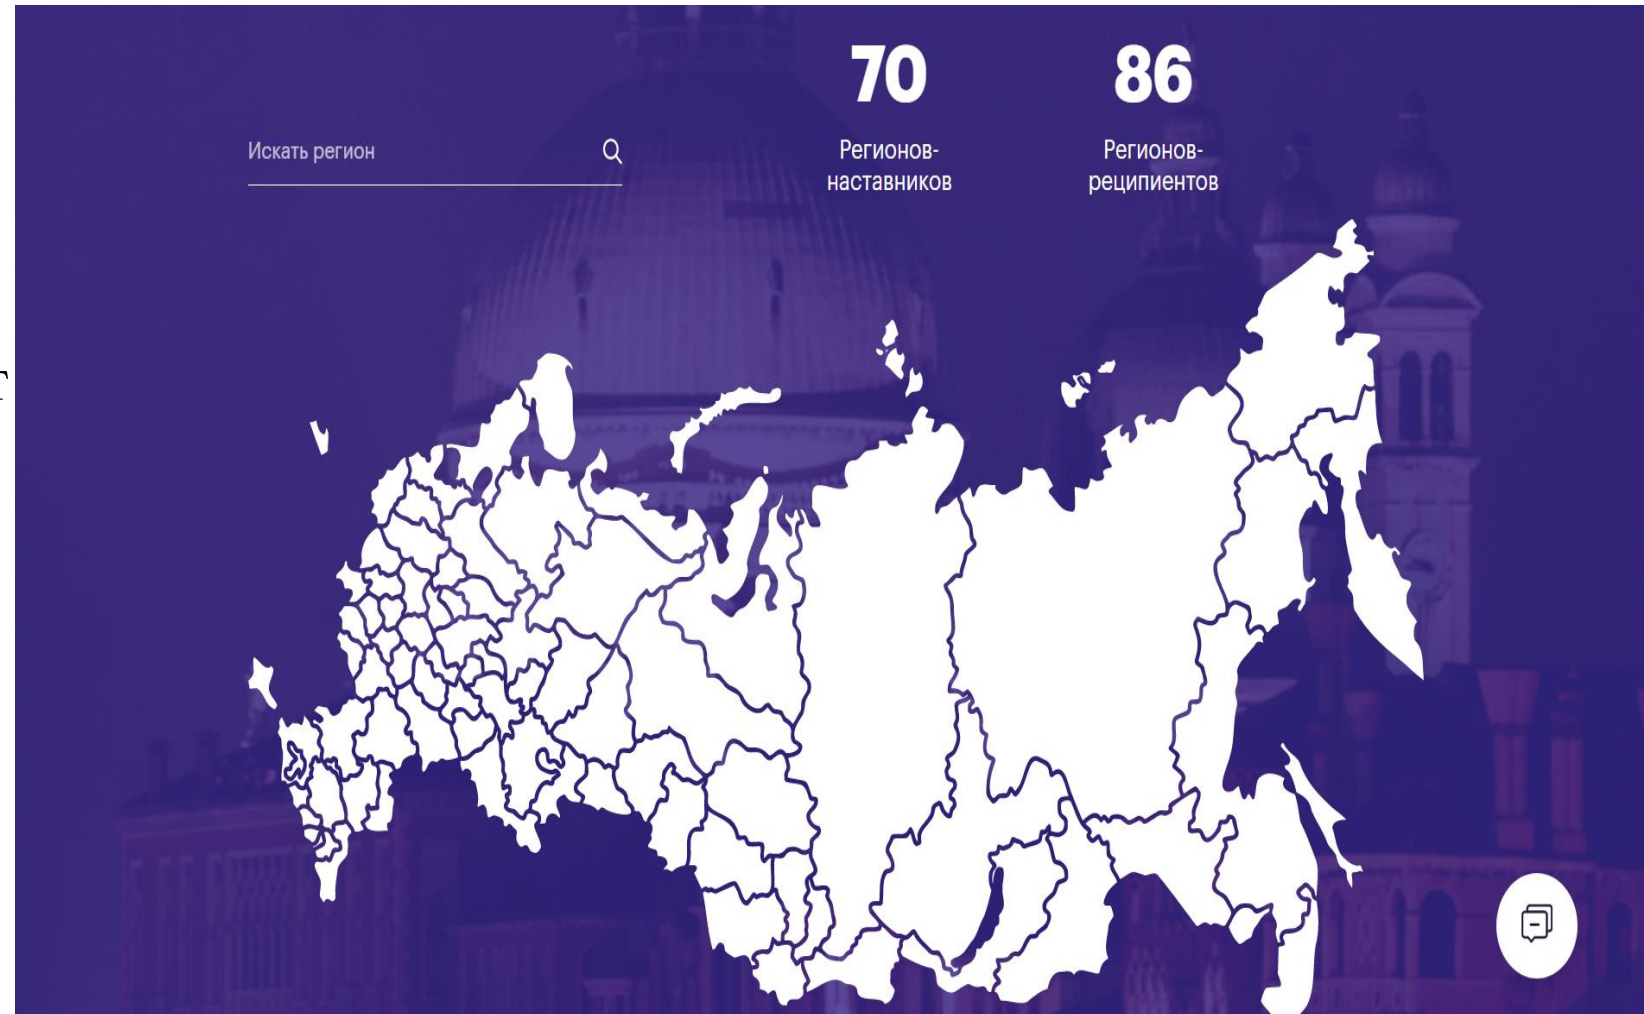 70
86
Искать регион
Регионов-
наставников
Регионов-
реципиентов